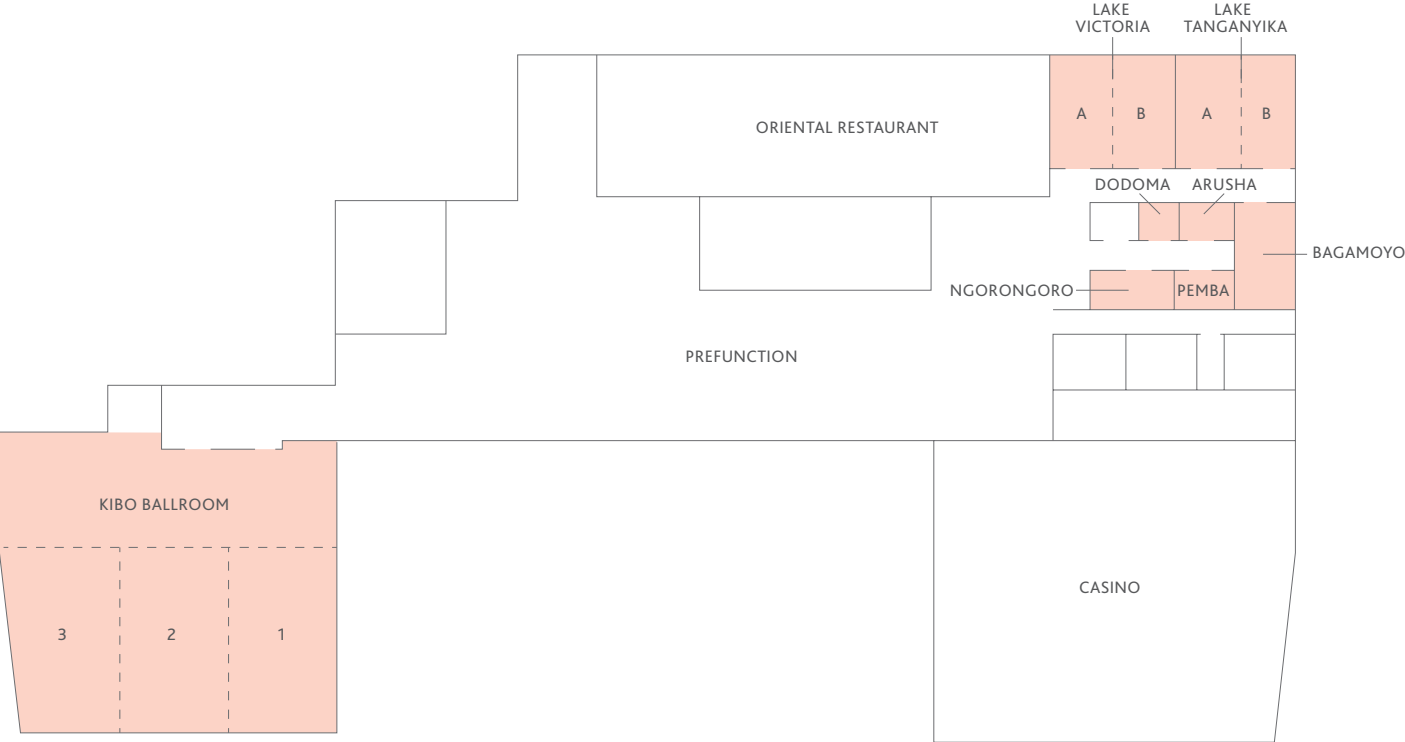 LAKE
VICTORIA
LAKE
TANGANYIKA
A
B
A
B
ORIENTAL RESTAURANT
DODOMA
ARUSHA
BAGAMOYO
NGORONGORO
PEMBA
PREFUNCTION
KIBO BALLROOM
3
2
1
CASINO